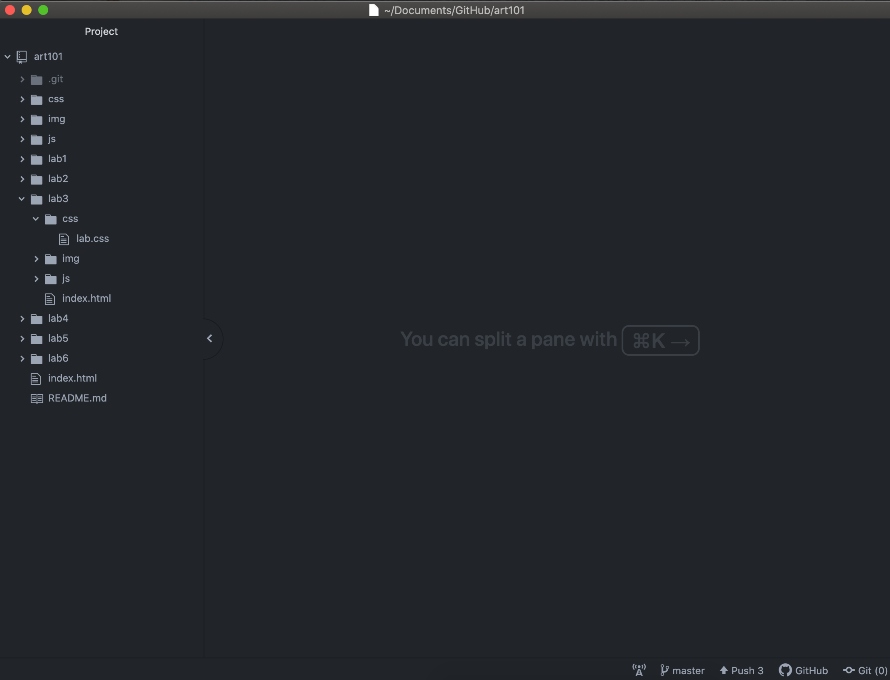 ~/Documents/GitHub/art101
Project
art101
.git
css
img
js
lab1
lab2
lab3
css
lab.css
img
js
index.html
lab4
lab5
lab6
index.html
README.md
You can split a pane with ⌘K →
master Push 3 GitHub Git (0)